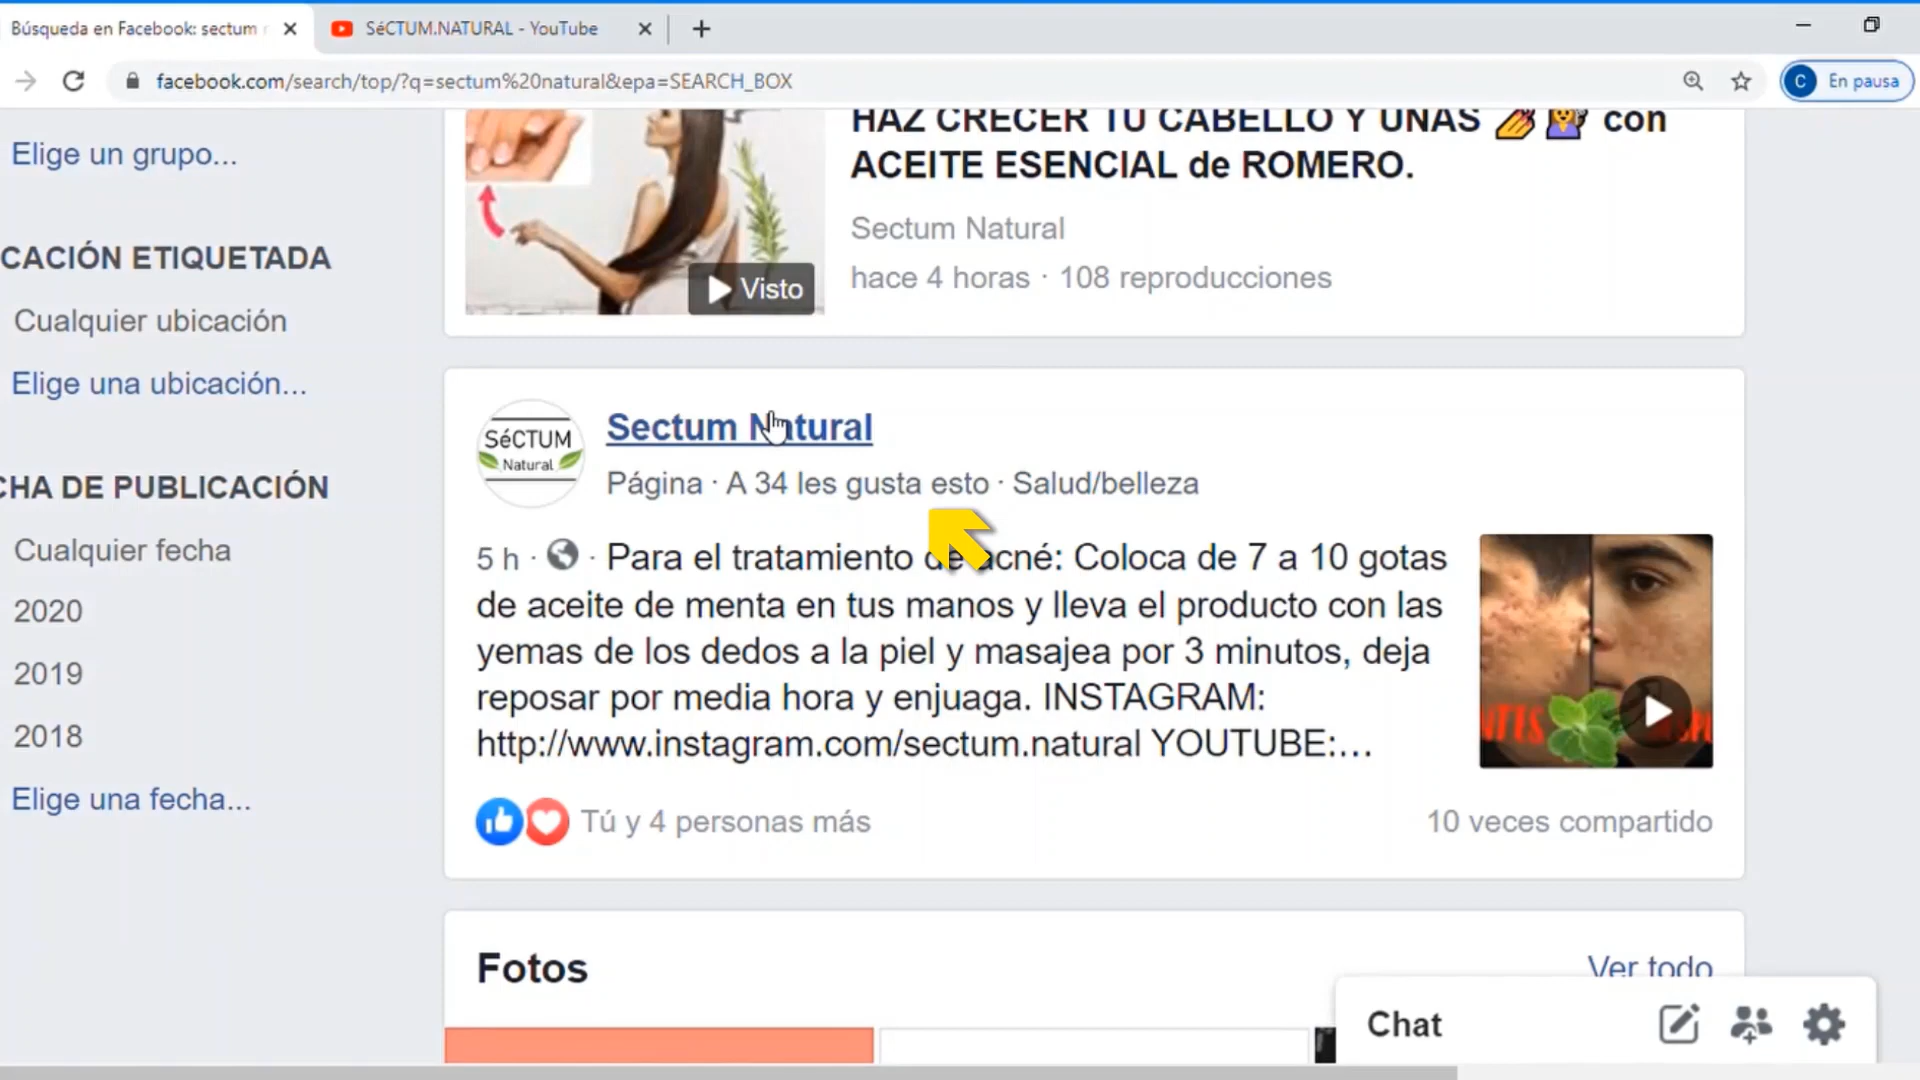 Búsqueda en Facebook: sectum
SéCTUM.NATURAL - YouTube
facebook.com/search/top/?q=sectum%20natural&epa=SEARCH_BOX
C
En pausa
Elige un grupo...
CACIÓN ETIQUETADA
Cualquier ubicación
Elige una ubicación...
CHA DE PUBLICACIÓN
Cualquier fecha
2020
2019
2018
Elige una fecha...
HAZ CRECER TU CABELLO Y UÑAS 💅 💆‍♀️ con
ACEITE ESENCIAL de ROMERO.
Sectum Natural
hace 4 horas · 108 reproducciones
Visto
SéCTUM
Natural
Sectum Natural
Página · A 34 les gusta esto · Salud/belleza
5 h · Para el tratamiento de acné: Coloca de 7 a 10 gotas
de aceite de menta en tus manos y lleva el producto con las
yemas de los dedos a la piel y masajea por 3 minutos, deja
reposar por media hora y enjuaga. INSTAGRAM:
http://www.instagram.com/sectum.natural YOUTUBE:...
Tú y 4 personas más
10 veces compartido
Fotos
Ver todo
Chat